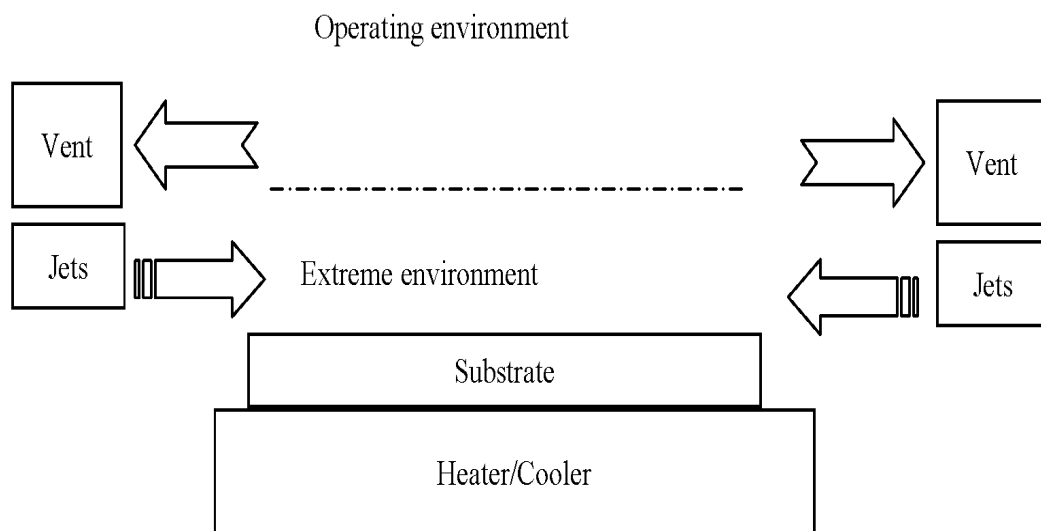 Operating environment
Vent
Vent
Jets
Extreme environment
Jets
Substrate
Heater/Cooler